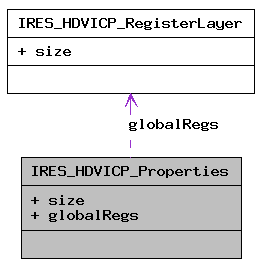 IRES_HDVICP_RegisterLayer
+ size
globalRegs
IRES_HDVICP_Properties
+ size
+ globalRegs